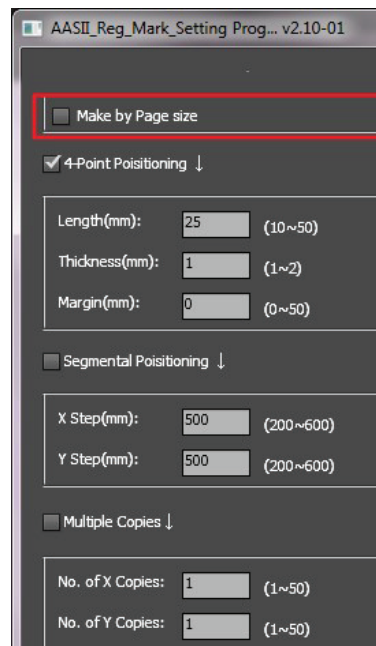 AASII_Reg_Mark_Setting Prog... v2.10-01
Make by Page size
4-Point Poisitioning ↓
Length(mm): 25 (10~50)
Thickness(mm): 1 (1~2)
Margin(mm): 0 (0~50)
Segmental Poisitioning ↓
X Step(mm): 500 (200~600)
Y Step(mm): 500 (200~600)
Multiple Copies ↓
No. of X Copies: 1 (1~50)
No. of Y Copies: 1 (1~50)